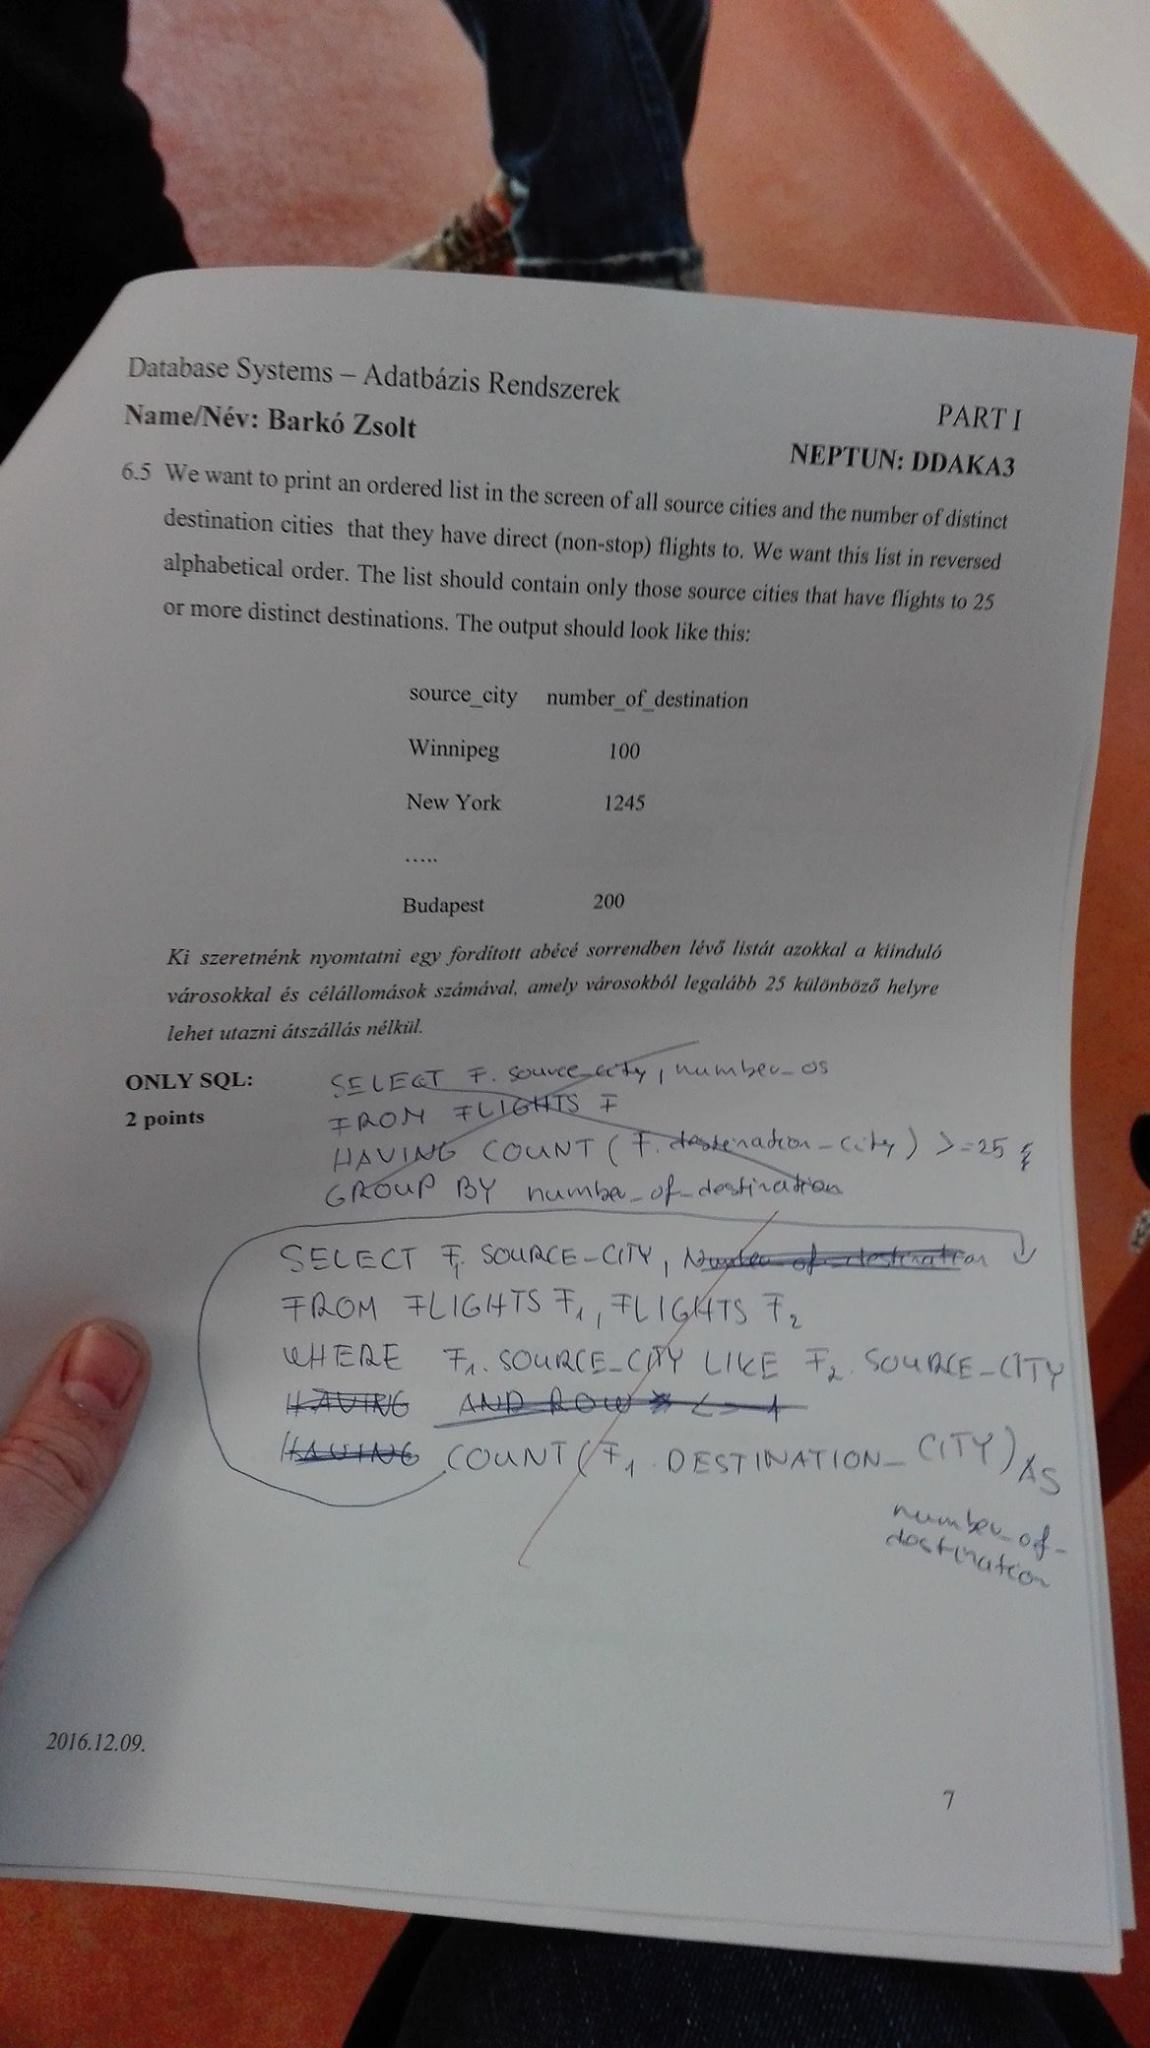 Database Systems – Adatbázis Rendszerek
PART I
Name/Név: Barkó Zsolt
NEPTUN: DDAKA3
6.5 We want to print an ordered list in the screen of all source cities and the number of distinct
destination cities that they have direct (non-stop) flights to. We want this list in reversed
alphabetical order. The list should contain only those source cities that have flights to 25
or more distinct destinations. The output should look like this:
source_city number_of_destination
Winnipeg 100
New York 1245
.....
Budapest 200
Ki szeretnénk nyomtatni egy fordított abécé sorrendben lévő listát azokkal a kiinduló
városokkal és célállomások számával, amely városokból legalább 25 különböző helyre
lehet utazni átszállás nélkül.
ONLY SQL:
2 points
SELECT F. source_city, number_os
FROM FLIGHTS F
HAVING COUNT (F. destenation_city) >=25
GROUP BY number_of_destination
SELECT F1. SOURCE_CITY, Number_of_destination
FROM FLIGHTS F1, FLIGHTS F2
WHERE F1. SOURCE_CITY LIKE F2. SOURCE_CITY
HAVING AND ROW
HAVING COUNT (F1. DESTINATION_CITY) AS
number_of_
destination
2016.12.09.
7